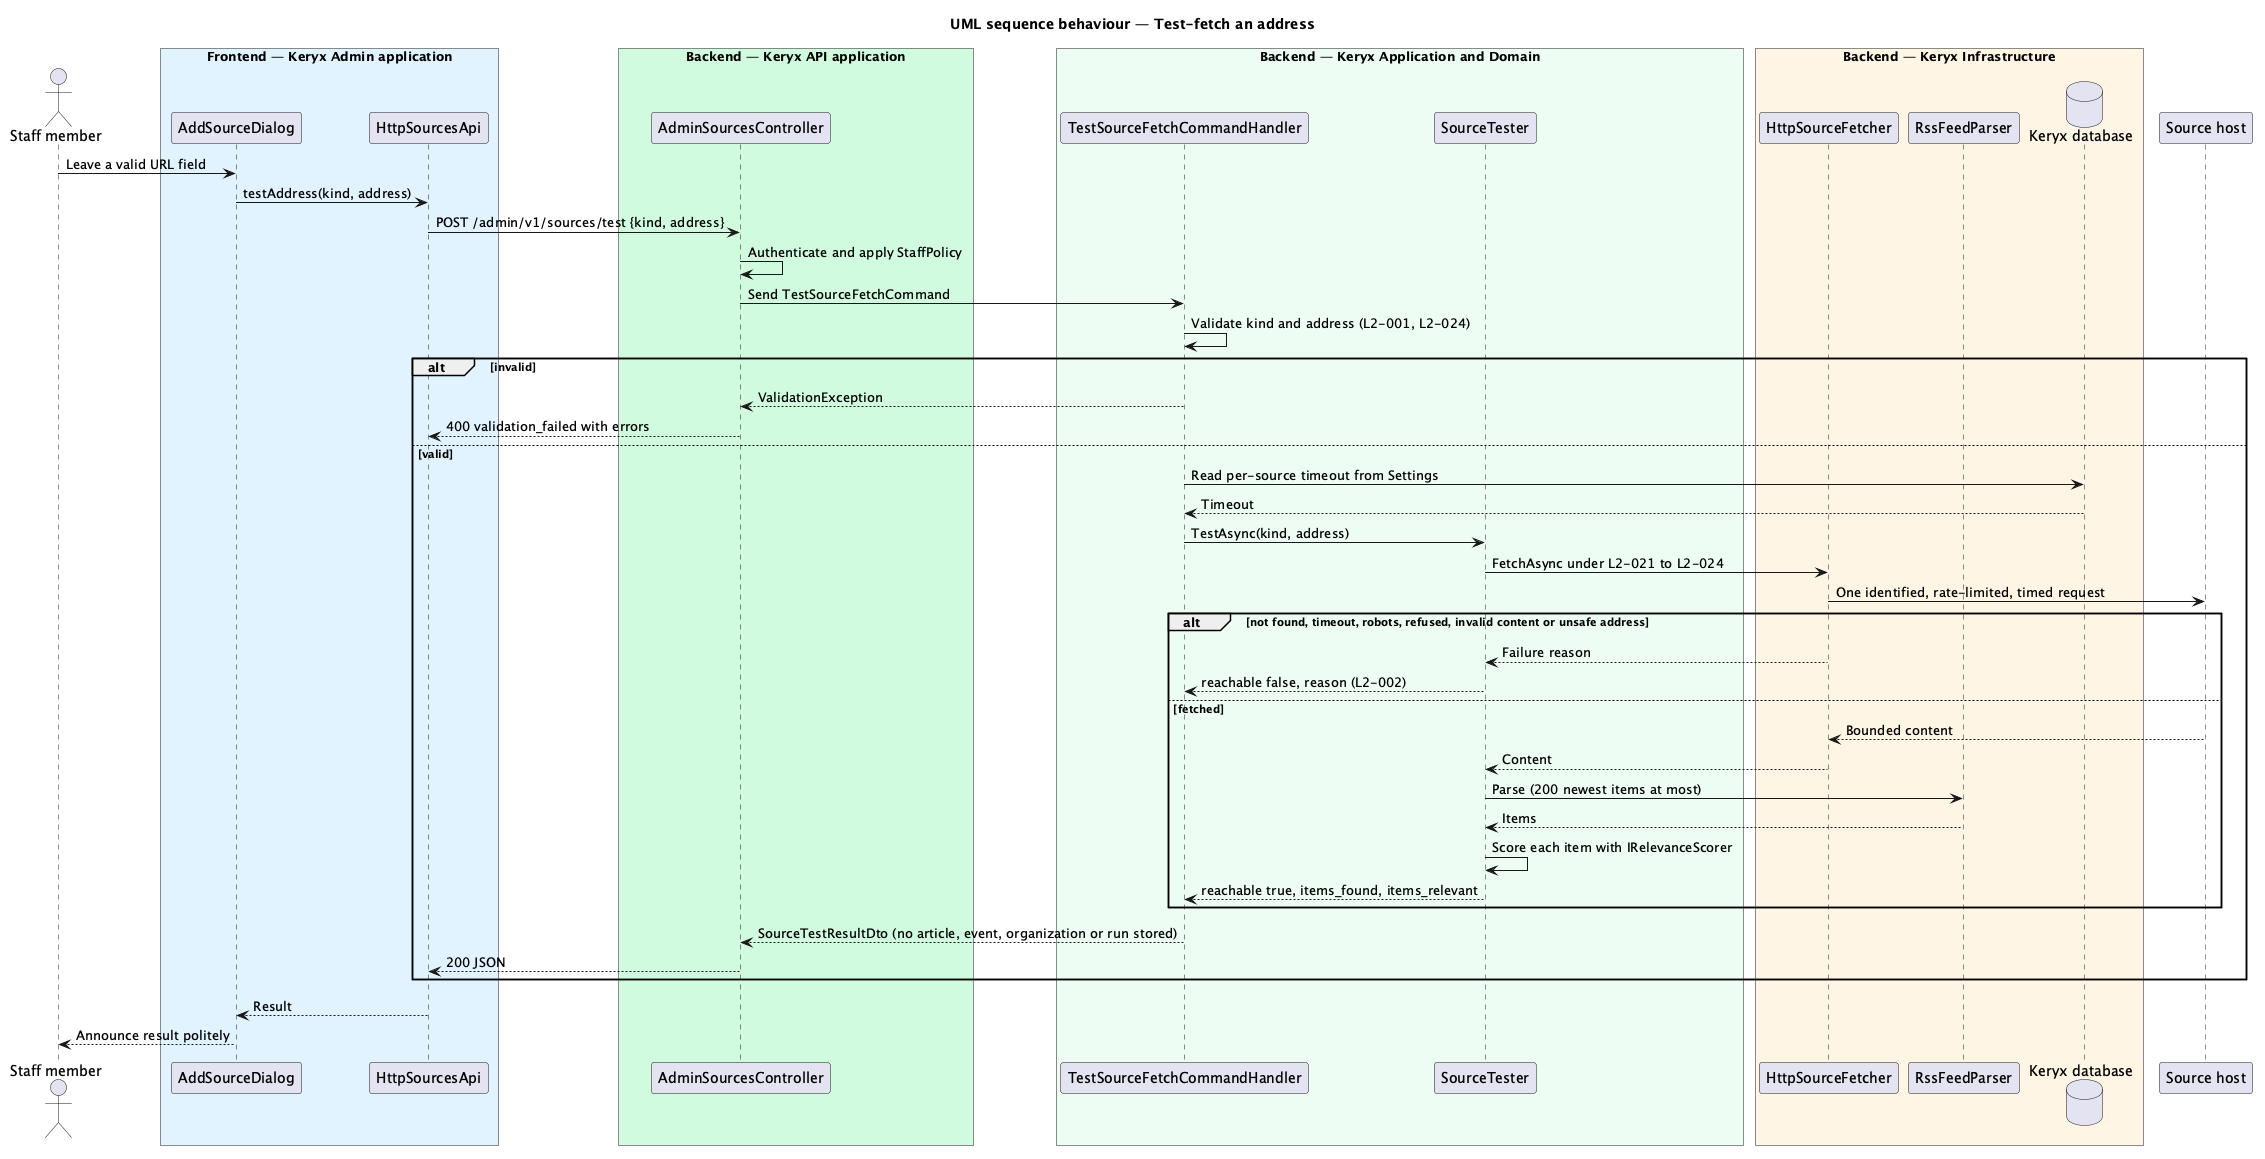 UML sequence behaviour — Test-fetch an address
Frontend — Keryx Admin application
Backend — Keryx API application
Backend — Keryx Application and Domain
Backend — Keryx Infrastructure
Staff member
AddSourceDialog
HttpSourcesApi
AdminSourcesController
TestSourceFetchCommandHandler
SourceTester
HttpSourceFetcher
RssFeedParser
Keryx database
Source host
Leave a valid URL field
testAddress(kind, address)
POST /admin/v1/sources/test {kind, address}
Authenticate and apply StaffPolicy
Send TestSourceFetchCommand
Validate kind and address (L2-001, L2-024)
alt [invalid]
ValidationException
400 validation_failed with errors
[valid]
Read per-source timeout from Settings
Timeout
TestAsync(kind, address)
FetchAsync under L2-021 to L2-024
One identified, rate-limited, timed request
alt [not found, timeout, robots, refused, invalid content or unsafe address]
Failure reason
reachable false, reason (L2-002)
[fetched]
Bounded content
Content
Parse (200 newest items at most)
Items
Score each item with IRelevanceScorer
reachable true, items_found, items_relevant
SourceTestResultDto (no article, event, organization or run stored)
200 JSON
Result
Announce result politely
Staff member
AddSourceDialog
HttpSourcesApi
AdminSourcesController
TestSourceFetchCommandHandler
SourceTester
HttpSourceFetcher
RssFeedParser
Keryx database
Source host